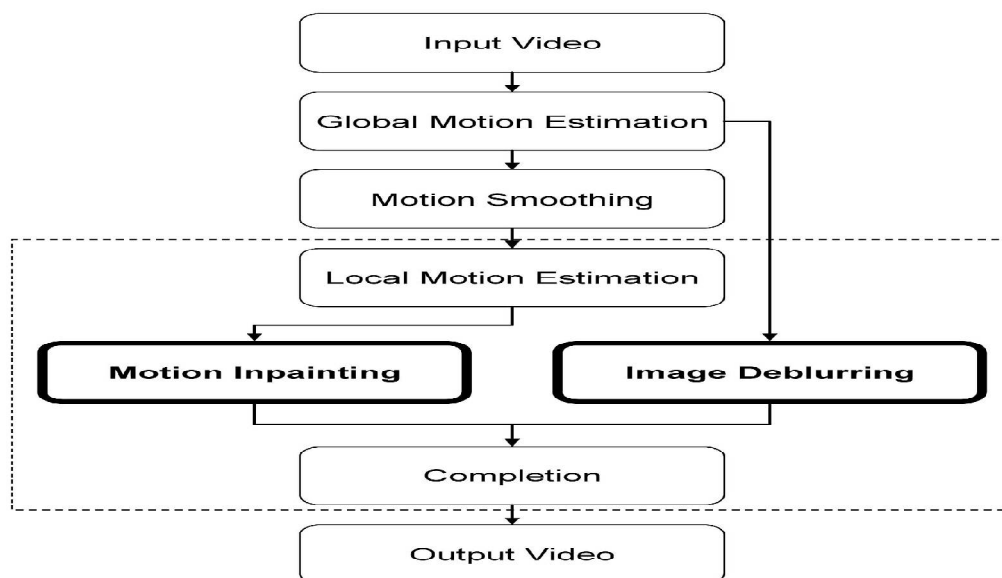 Input Video
Global Motion Estimation
Motion Smoothing
Local Motion Estimation
Motion Inpainting
Image Deblurring
Completion
Output Video